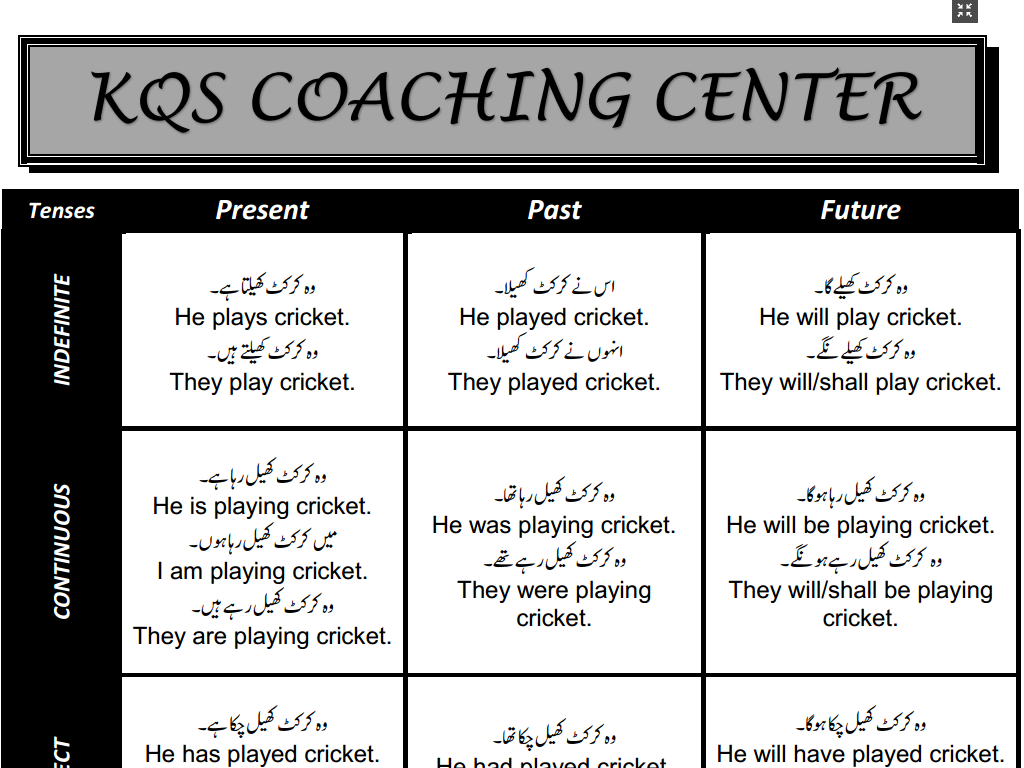 KQS COACHING CENTER
Tenses Present Past Future
INDEFINITE
وہ کرکٹ کھیلتا ہے۔
He plays cricket.
وہ کرکٹ کھیلتے ہیں۔
They play cricket.
اس نے کرکٹ کھیلا۔
He played cricket.
انہوں نے کرکٹ کھیلا۔
They played cricket.
وہ کرکٹ کھیلے گا۔
He will play cricket.
وہ کرکٹ کھیلے نگے۔
They will/shall play cricket.
CONTINUOUS
وہ کرکٹ کھیل رہا ہے۔
He is playing cricket.
میں کرکٹ کھیل رہا ہوں۔
I am playing cricket.
وہ کرکٹ کھیل رہے ہیں۔
They are playing cricket.
وہ کرکٹ کھیل رہا تھا۔
He was playing cricket.
وہ کرکٹ کھیل رہے تھے۔
They were playing
cricket.
وہ کرکٹ کھیل رہا ہو گا۔
He will be playing cricket.
وہ کرکٹ کھیل رہے ہو نگے۔
They will/shall be playing
cricket.
ECT
وہ کرکٹ کھیل چکا ہے۔
He has played cricket.
وہ کرکٹ کھیل چکا تھا۔
He had played cricket.
وہ کرکٹ کھیل چکا ہو گا۔
He will have played cricket.